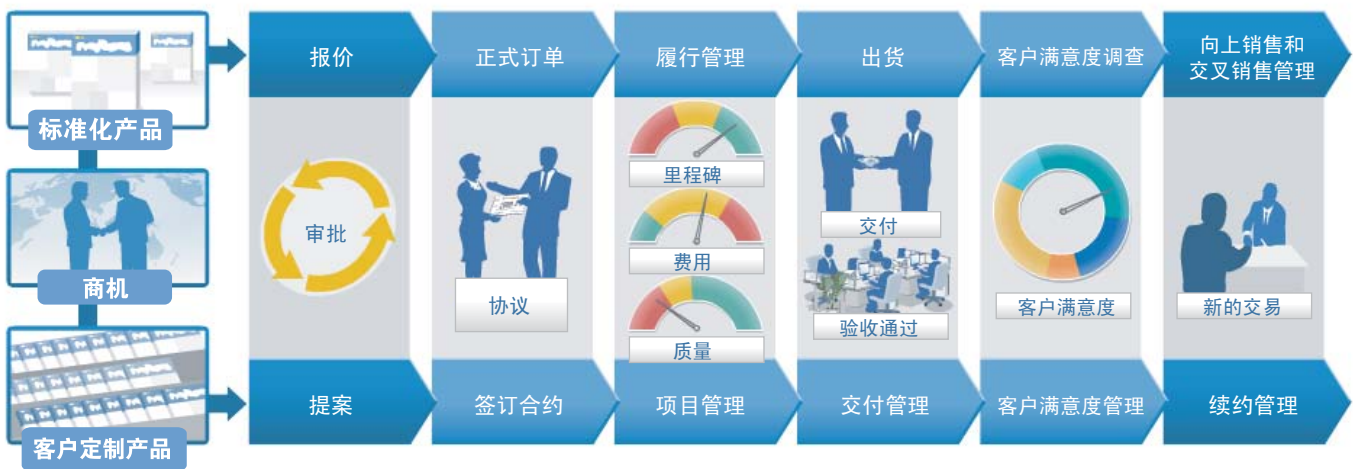 标准化产品
商机
客户定制产品
报价
正式订单
履行管理
出货
客户满意度调查
向上销售和
交叉销售管理
审批
协议
里程碑
费用
质量
交付
验收通过
客户满意度
新的交易
提案
签订合约
项目管理
交付管理
客户满意度管理
续约管理